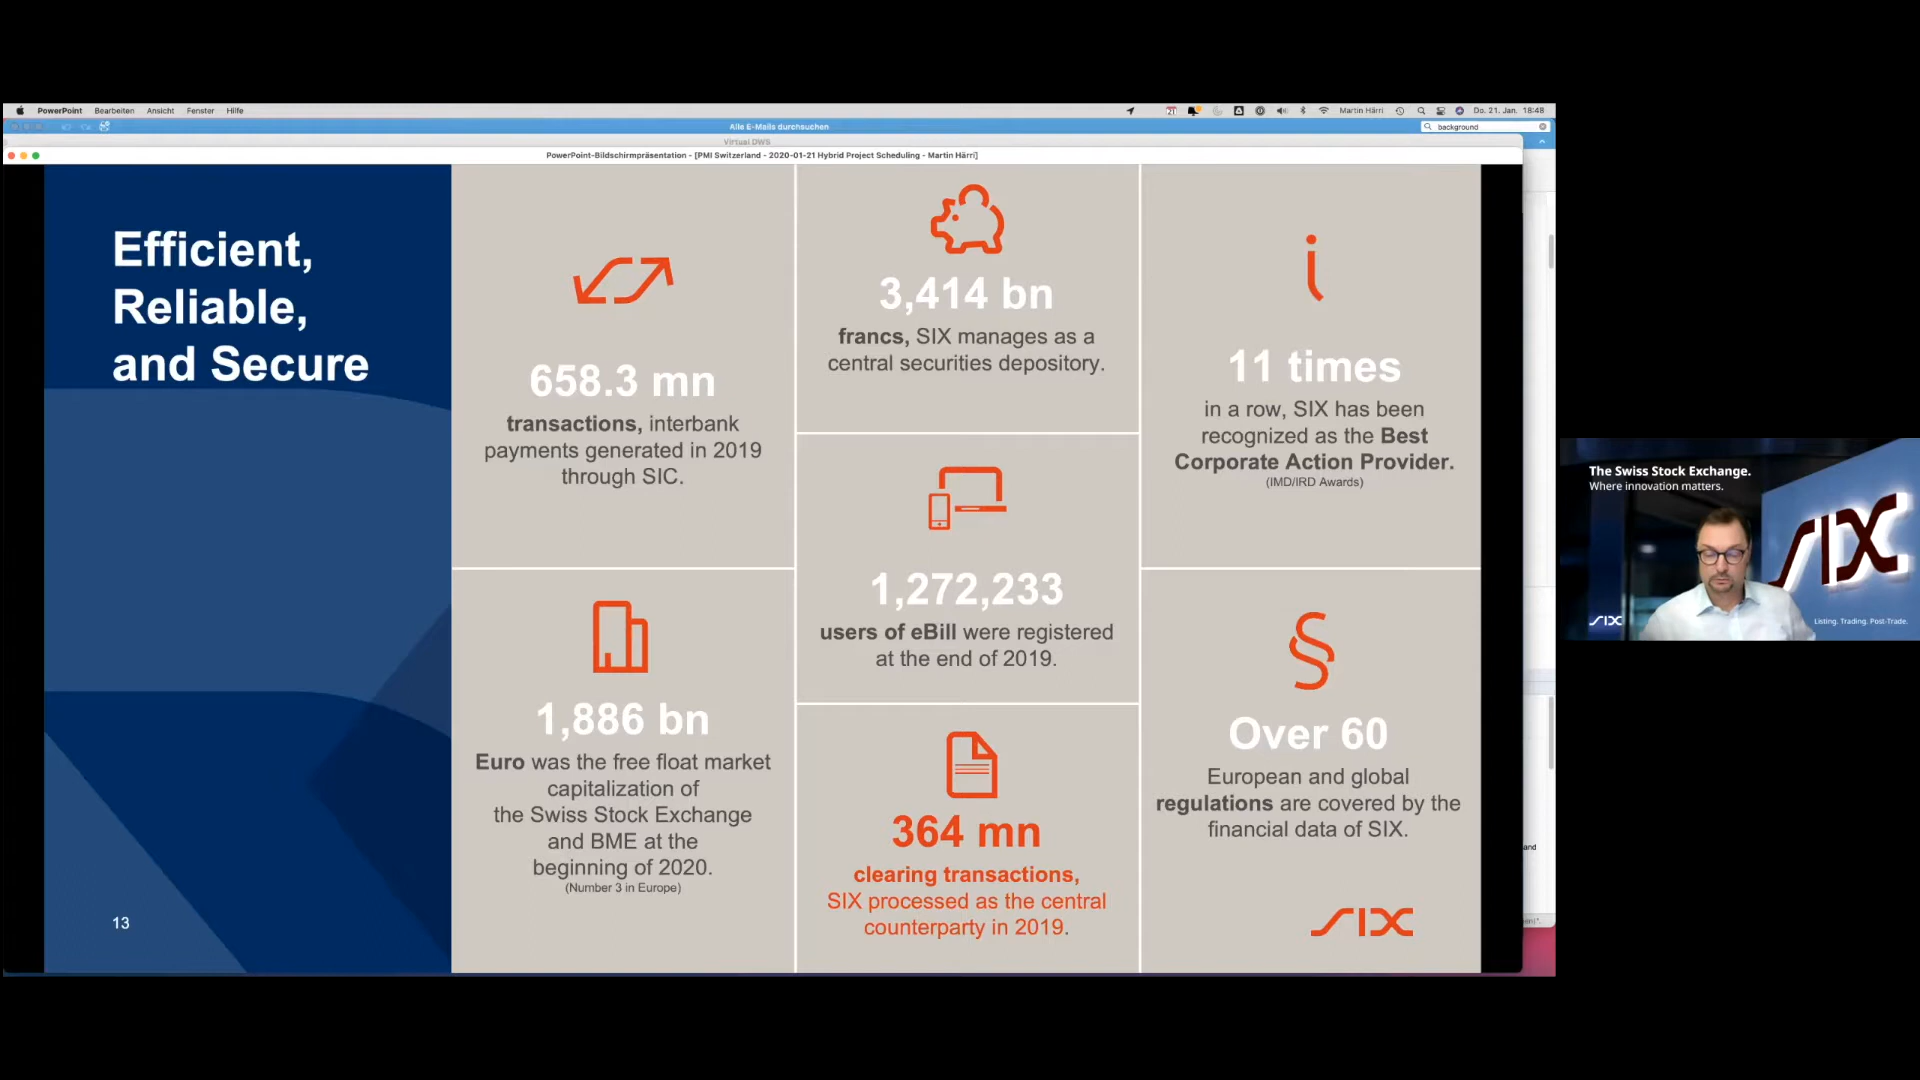 PowerPoint Bearbeiten Ansicht Fenster Hilfe
Martin Härri Do. 21. Jan. 18:48
Alle E-Mails durchsuchen
background
Virtual DWS
PowerPoint-Bildschirmpräsentation - [PMI Switzerland - 2020-01-21 Hybrid Project Scheduling - Martin Härri]
Efficient,
Reliable,
and Secure
13
658.3 mn
transactions, interbank
payments generated in 2019
through SIC.
1,886 bn
Euro was the free float market
capitalization of
the Swiss Stock Exchange
and BME at the
beginning of 2020.
(Number 3 in Europe)
3,414 bn
francs, SIX manages as a
central securities depository.
1,272,233
users of eBill were registered
at the end of 2019.
364 mn
clearing transactions,
SIX processed as the central
counterparty in 2019.
11 times
in a row, SIX has been
recognized as the Best
Corporate Action Provider.
(IMD/IRD Awards)
§
Over 60
European and global
regulations are covered by the
financial data of SIX.
SIX
and
The Swiss Stock Exchange.
Where innovation matters.
SIX
SIX
Listing. Trading. Post-Trade.